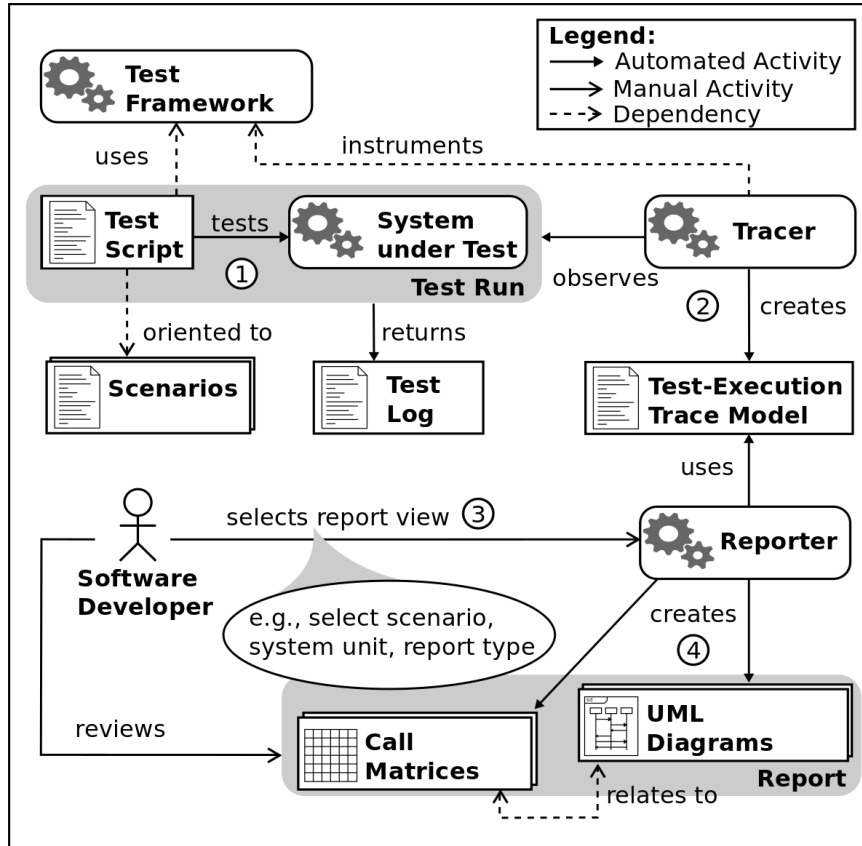 Legend:
Automated Activity
Manual Activity
Dependency
Test
Framework
uses
instruments
Test
Script
tests
1
System
under Test
Test Run
Tracer
observes
2
creates
oriented to
returns
Scenarios
Test
Log
Test-Execution
Trace Model
uses
selects report view
3
Reporter
Software
Developer
e.g., select scenario,
system unit, report type
creates
4
reviews
Call
Matrices
UML
Diagrams
Report
relates to